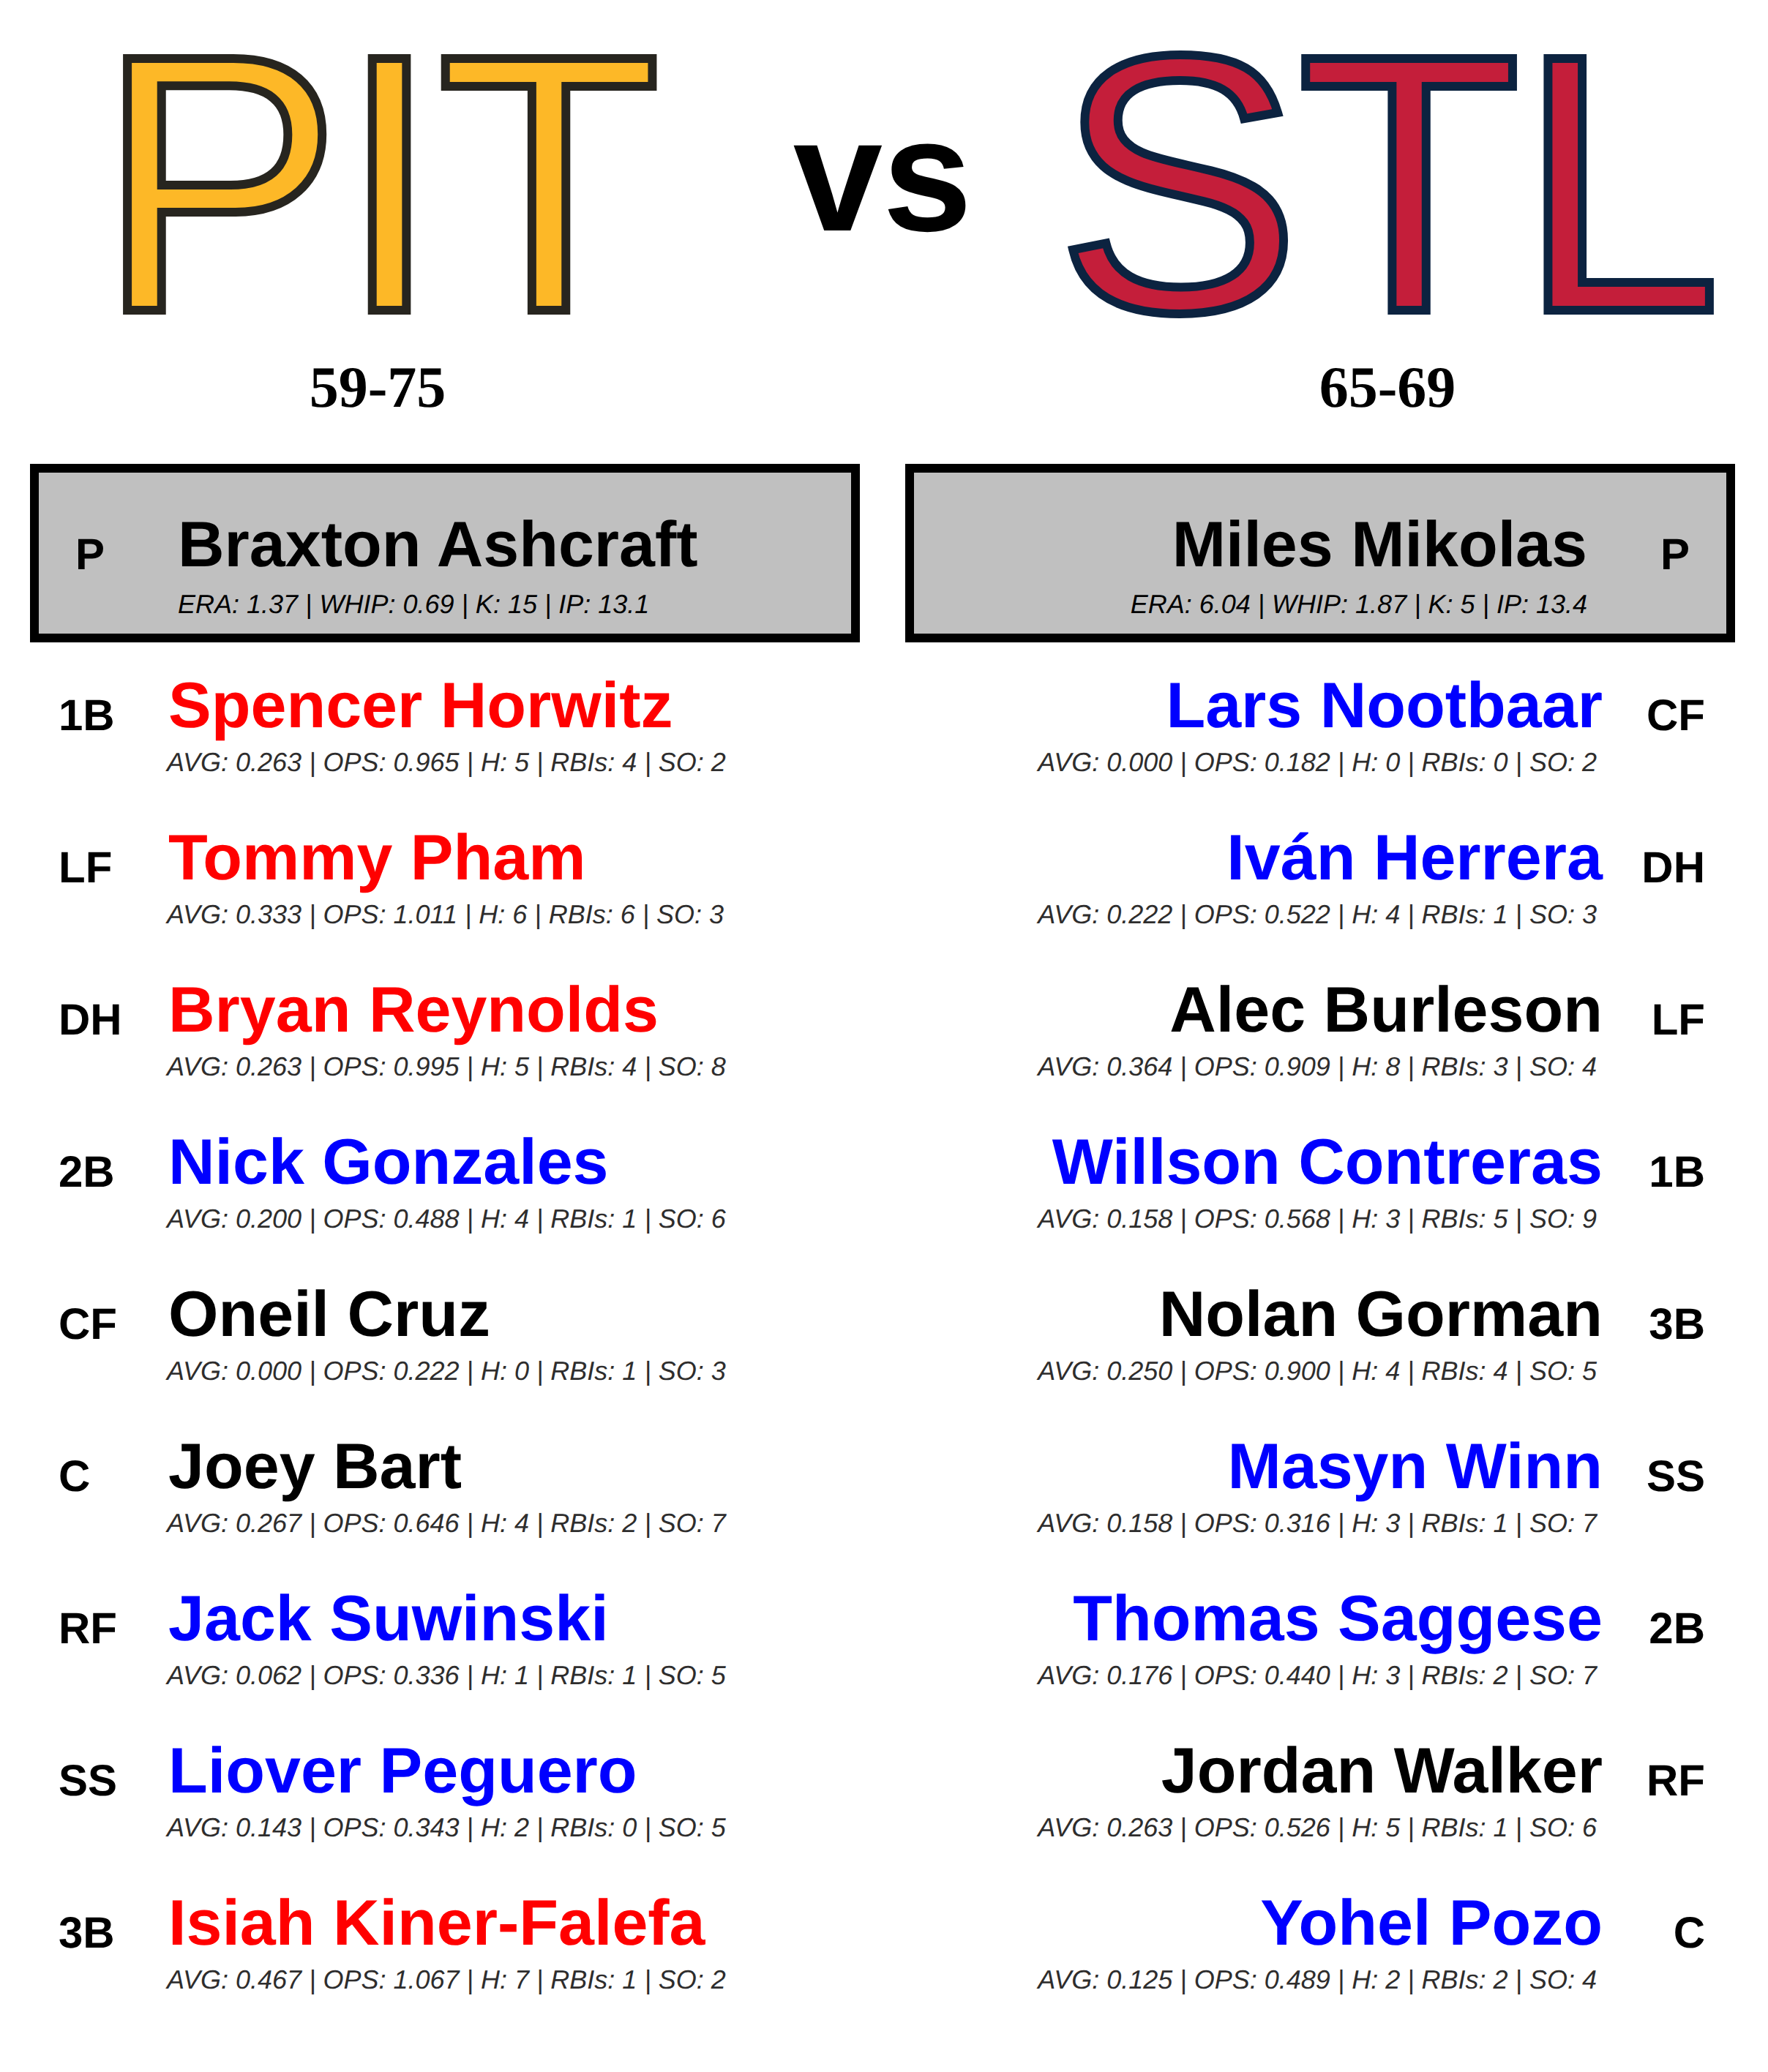 PIT vs STL
59-75
65-69
P Braxton Ashcraft
ERA: 1.37 | WHIP: 0.69 | K: 15 | IP: 13.1
Miles Mikolas P
ERA: 6.04 | WHIP: 1.87 | K: 5 | IP: 13.4
1B Spencer Horwitz
AVG: 0.263 | OPS: 0.965 | H: 5 | RBIs: 4 | SO: 2
LF Tommy Pham
AVG: 0.333 | OPS: 1.011 | H: 6 | RBIs: 6 | SO: 3
DH Bryan Reynolds
AVG: 0.263 | OPS: 0.995 | H: 5 | RBIs: 4 | SO: 8
2B Nick Gonzales
AVG: 0.200 | OPS: 0.488 | H: 4 | RBIs: 1 | SO: 6
CF Oneil Cruz
AVG: 0.000 | OPS: 0.222 | H: 0 | RBIs: 1 | SO: 3
C Joey Bart
AVG: 0.267 | OPS: 0.646 | H: 4 | RBIs: 2 | SO: 7
RF Jack Suwinski
AVG: 0.062 | OPS: 0.336 | H: 1 | RBIs: 1 | SO: 5
SS Liover Peguero
AVG: 0.143 | OPS: 0.343 | H: 2 | RBIs: 0 | SO: 5
3B Isiah Kiner-Falefa
AVG: 0.467 | OPS: 1.067 | H: 7 | RBIs: 1 | SO: 2
Lars Nootbaar CF
AVG: 0.000 | OPS: 0.182 | H: 0 | RBIs: 0 | SO: 2
Iván Herrera DH
AVG: 0.222 | OPS: 0.522 | H: 4 | RBIs: 1 | SO: 3
Alec Burleson LF
AVG: 0.364 | OPS: 0.909 | H: 8 | RBIs: 3 | SO: 4
Willson Contreras 1B
AVG: 0.158 | OPS: 0.568 | H: 3 | RBIs: 5 | SO: 9
Nolan Gorman 3B
AVG: 0.250 | OPS: 0.900 | H: 4 | RBIs: 4 | SO: 5
Masyn Winn SS
AVG: 0.158 | OPS: 0.316 | H: 3 | RBIs: 1 | SO: 7
Thomas Saggese 2B
AVG: 0.176 | OPS: 0.440 | H: 3 | RBIs: 2 | SO: 7
Jordan Walker RF
AVG: 0.263 | OPS: 0.526 | H: 5 | RBIs: 1 | SO: 6
Yohel Pozo C
AVG: 0.125 | OPS: 0.489 | H: 2 | RBIs: 2 | SO: 4